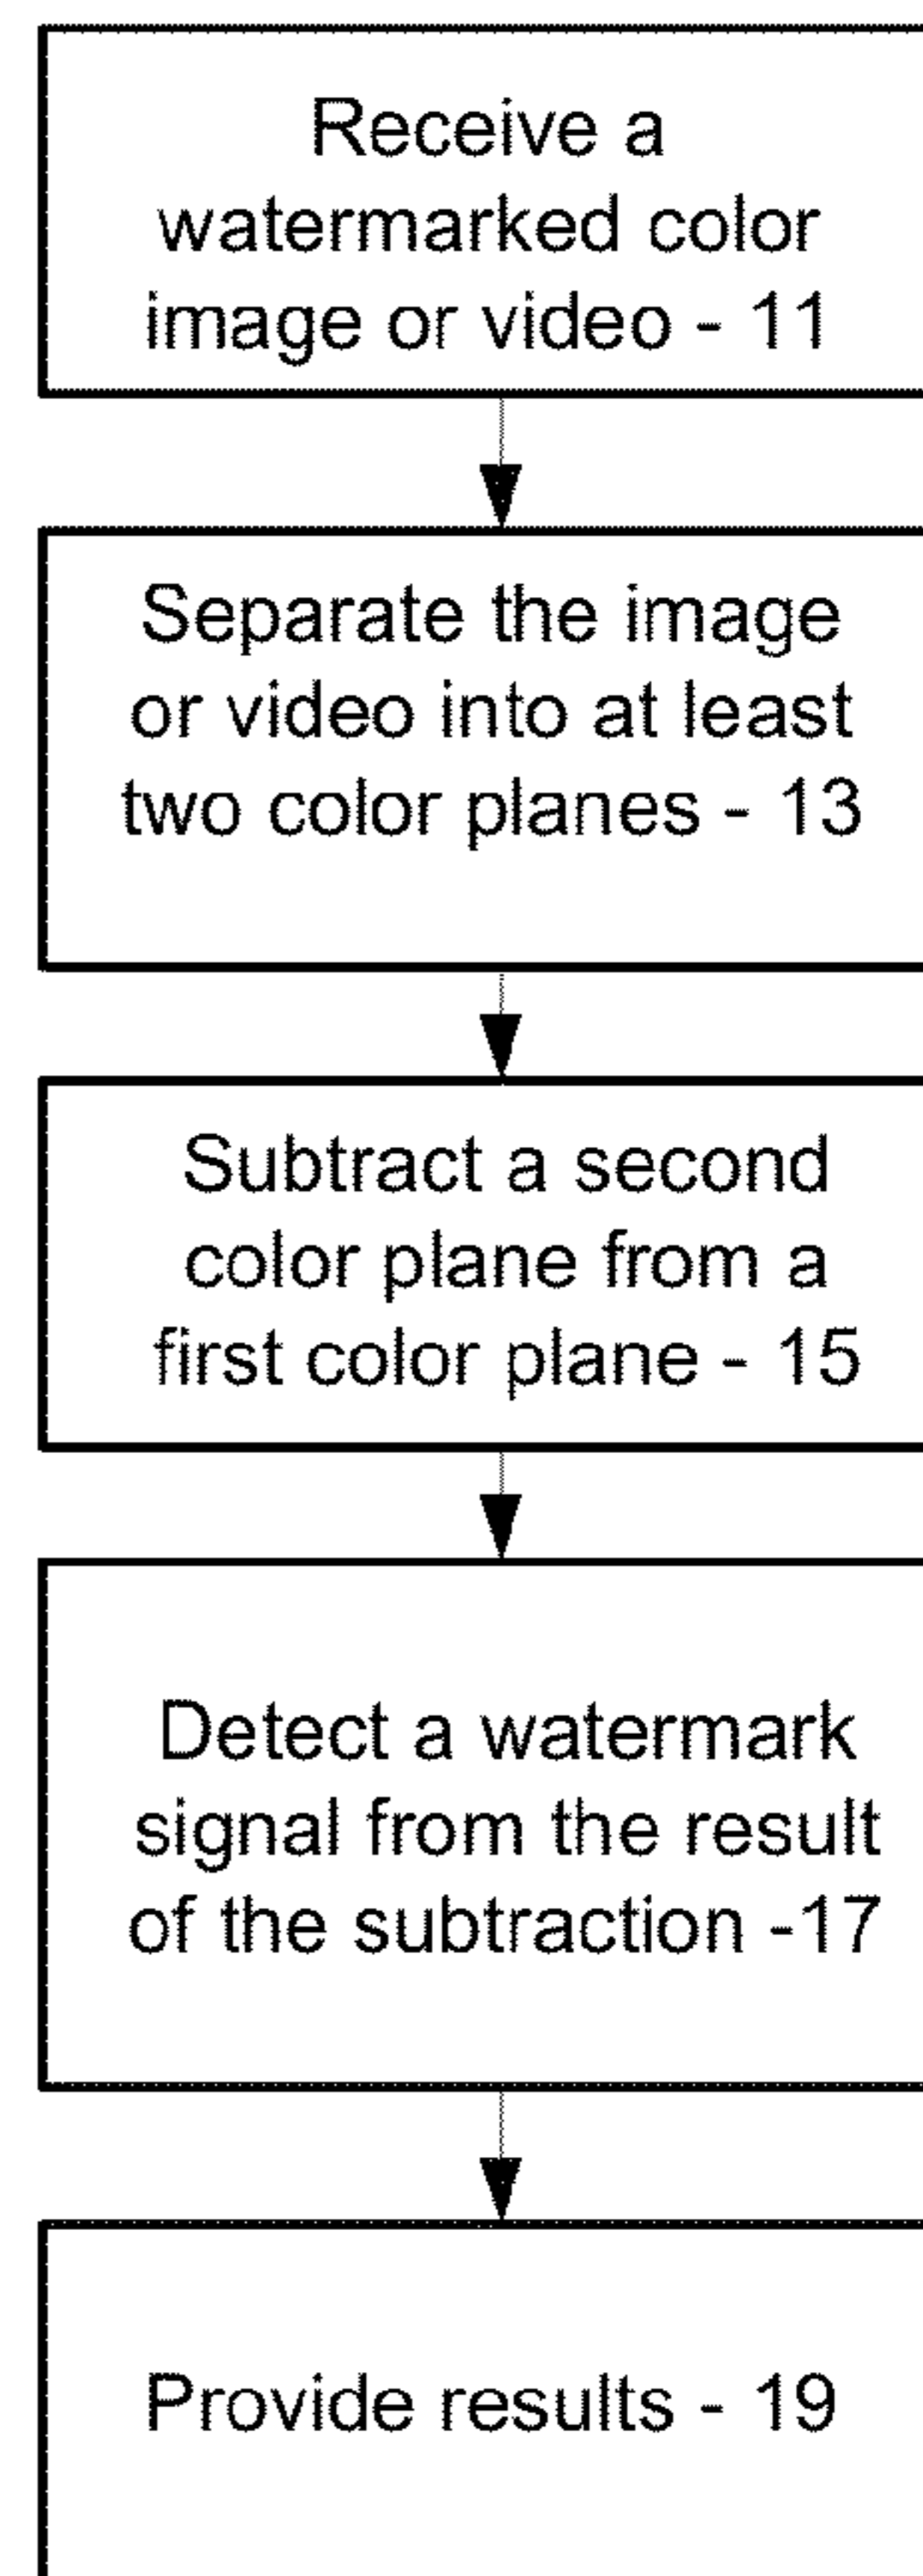 Receive a
watermarked color
image or video - 11
Separate the image
or video into at least
two color planes - 13
Subtract a second
color plane from a
first color plane - 15
Detect a watermark
signal from the result
of the subtraction -17
Provide results - 19